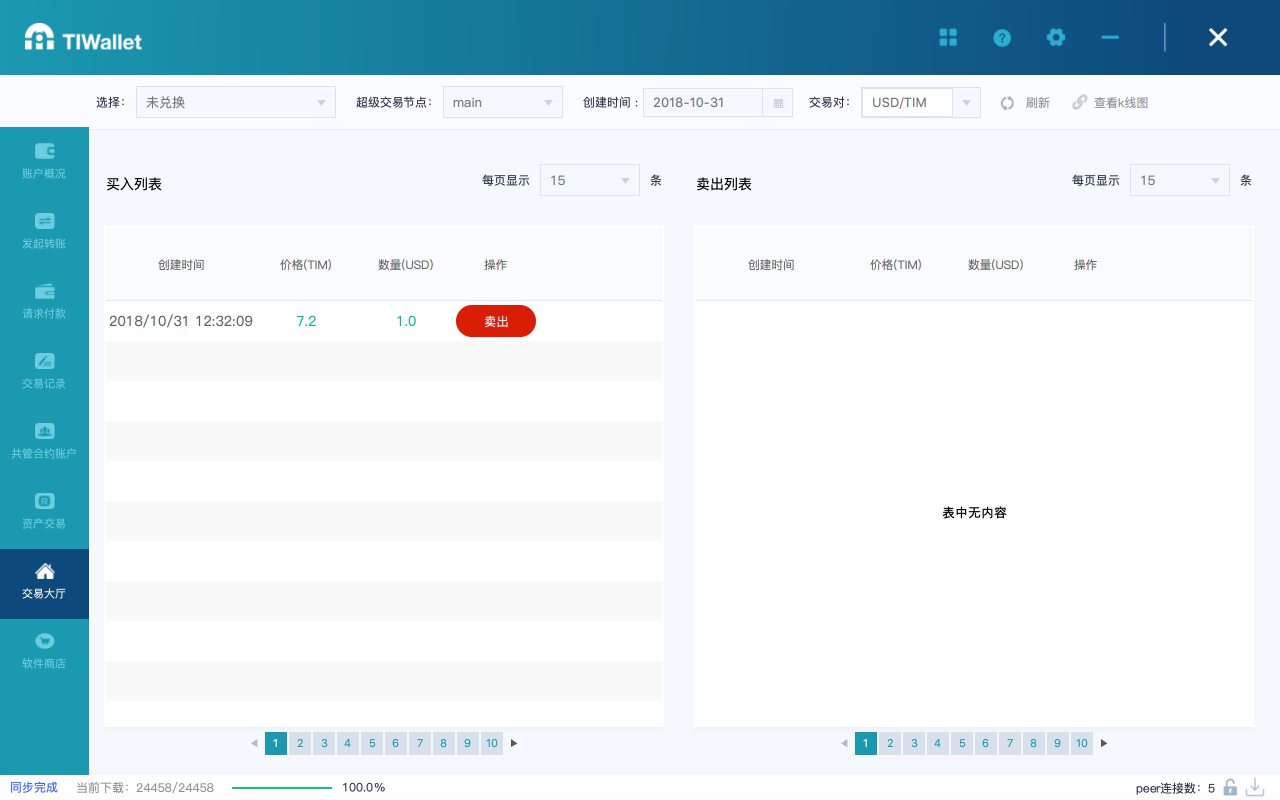 TIWallet
选择： 未兑换 超级交易节点： main 创建时间 : 2018-10-31 交易对： USD/TIM 刷新 查看k线图
账户概况
发起转账
请求付款
交易记录
共管合约账户
资产交易
交易大厅
软件商店
买入列表 每页显示 15 条
创建时间 价格(TIM) 数量(USD) 操作
2018/10/31 12:32:09 7.2 1.0 卖出
1 2 3 4 5 6 7 8 9 10
卖出列表 每页显示 15 条
创建时间 价格(TIM) 数量(USD) 操作
表中无内容
1 2 3 4 5 6 7 8 9 10
同步完成 当前下载：24458/24458 100.0% peer连接数：5